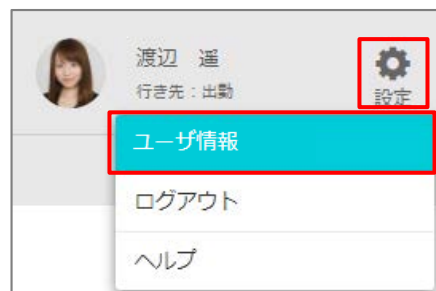 渡辺　遥
行き先：出勤
設定
ユーザ情報
ログアウト
ヘルプ